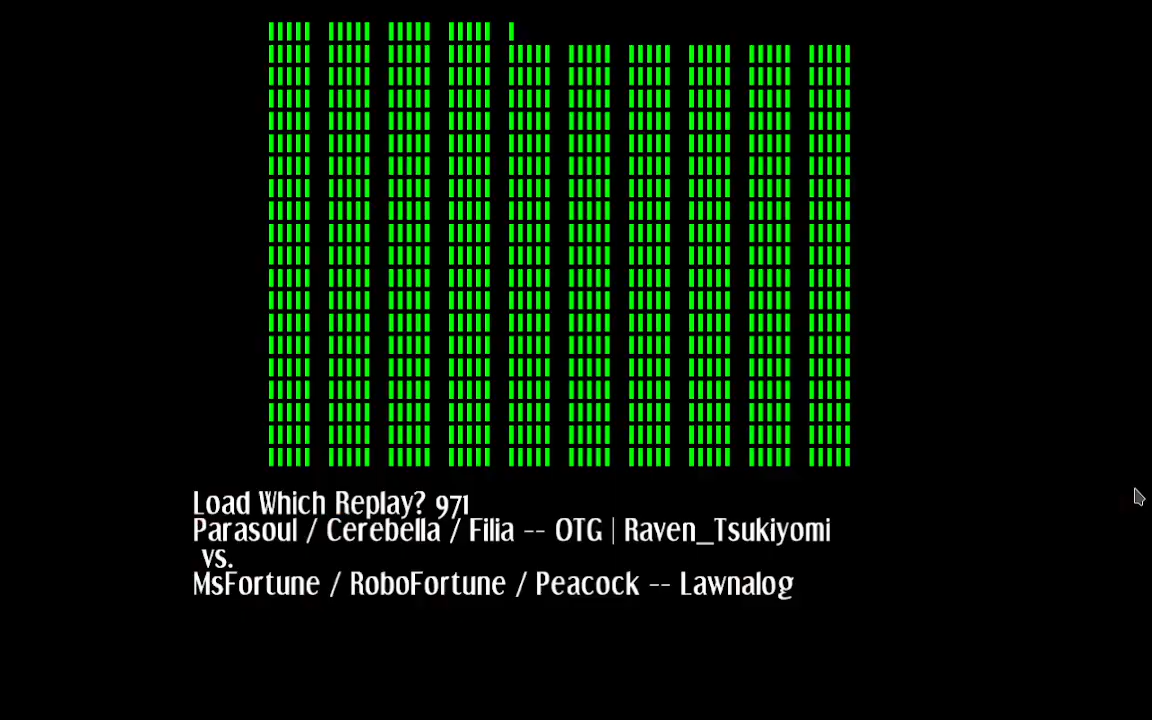 Load Which Replay? 971
Parasoul / Cerebella / Filia -- OTG | Raven_Tsukiyomi
vs.
MsFortune / RoboFortune / Peacock -- Lawnalog